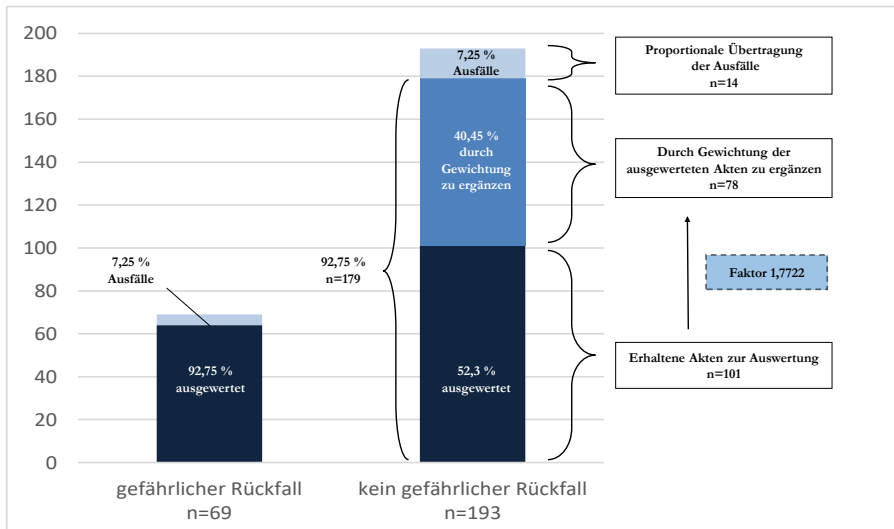 200
180
160
140
120
100
80
60
40
20
0
7,25 %
Ausfälle
92,75 %
ausgewertet
gefährlicher Rückfall
n=69
92,75 %
n=179
7,25 %
Ausfälle
40,45 %
durch
Gewichtung
zu ergänzen
52,3 %
ausgewertet
kein gefährlicher Rückfall
n=193
Proportionale Übertragung
der Ausfälle
n=14
Durch Gewichtung der
ausgewerteten Akten zu ergänzen
n=78
Faktor 1,7722
Erhaltene Akten zur Auswertung
n=101